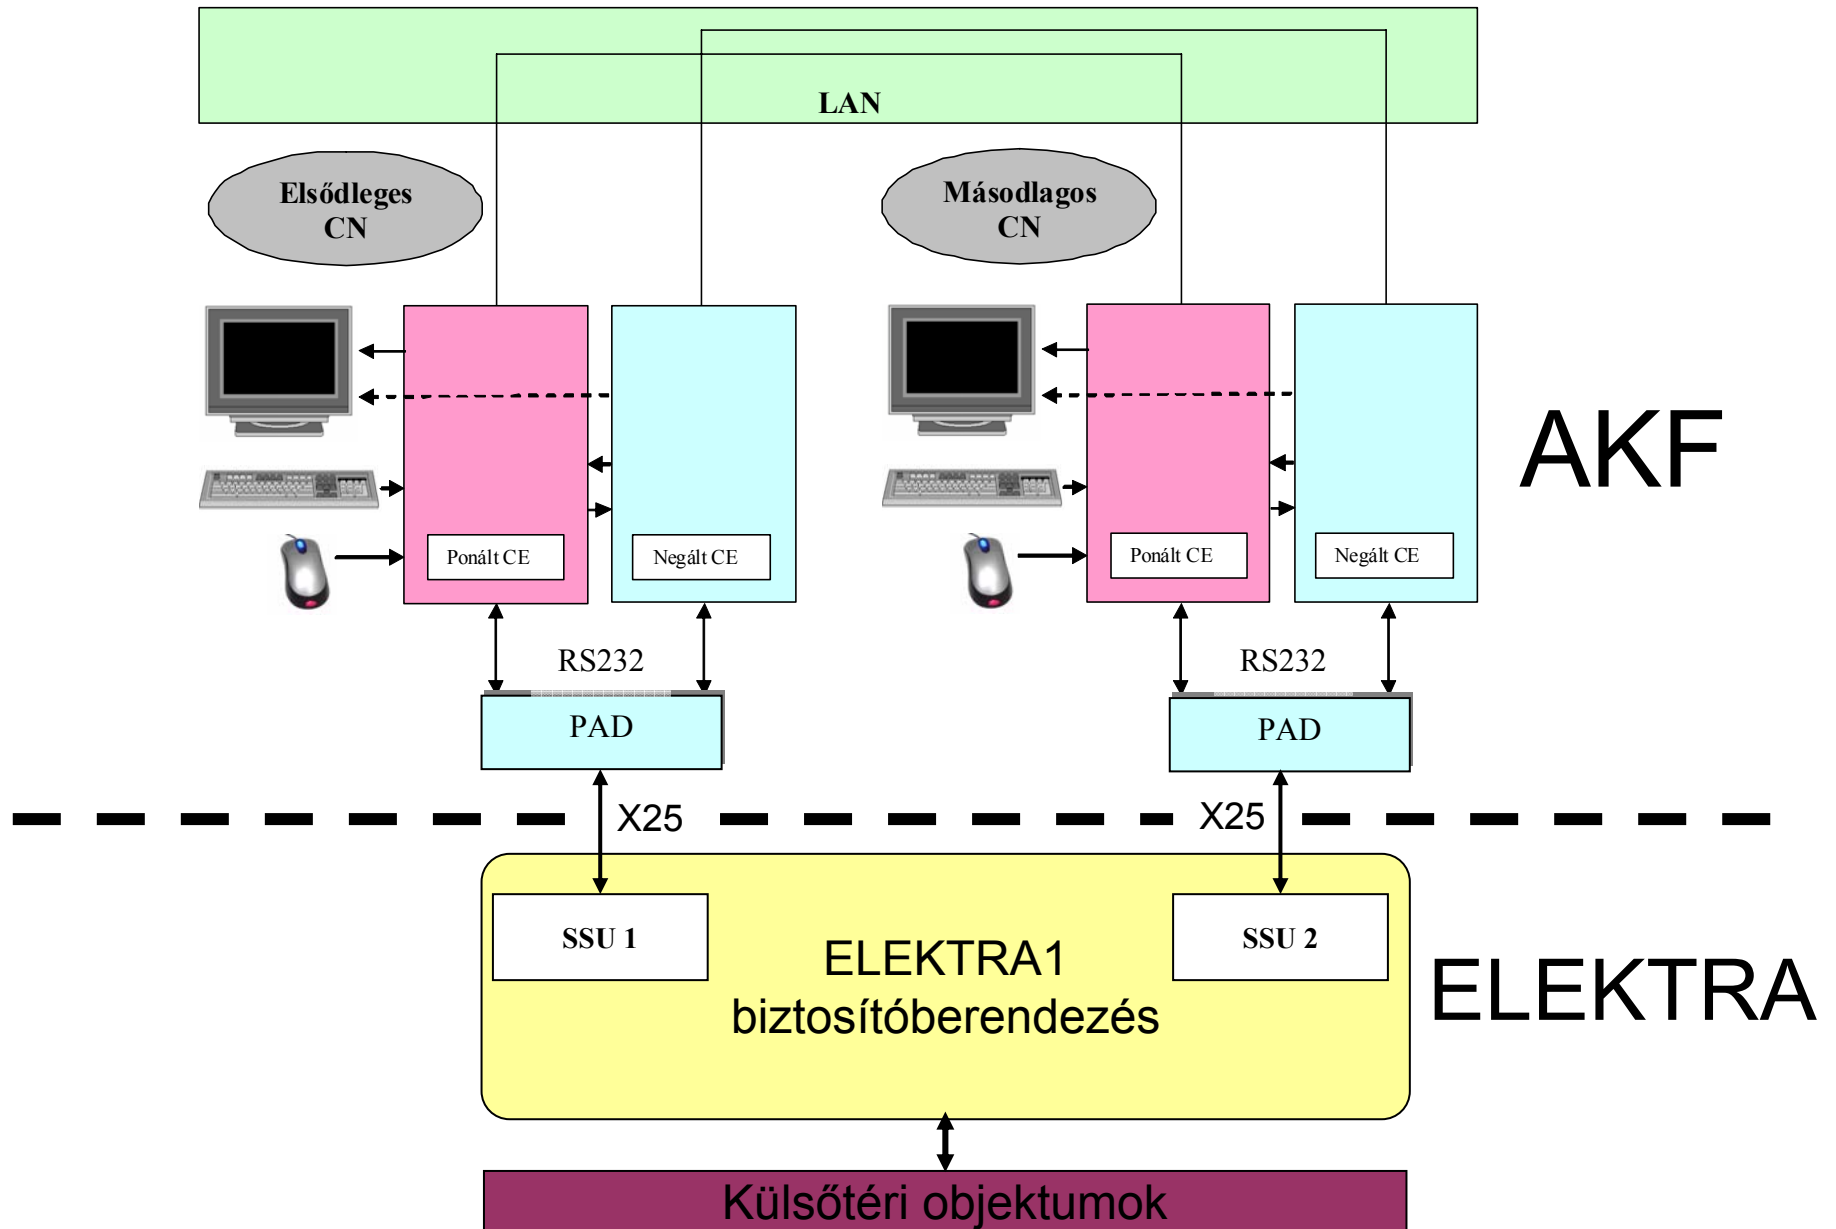 LAN
Elsődleges
CN
Másodlagos
CN
AKF
Ponált CE
Negált CE
Ponált CE
Negált CE
RS232
RS232
PAD
PAD
X25
X25
SSU 1
SSU 2
ELEKTRA1
biztosítóberendezés
ELEKTRA
Külsőtéri objektumok